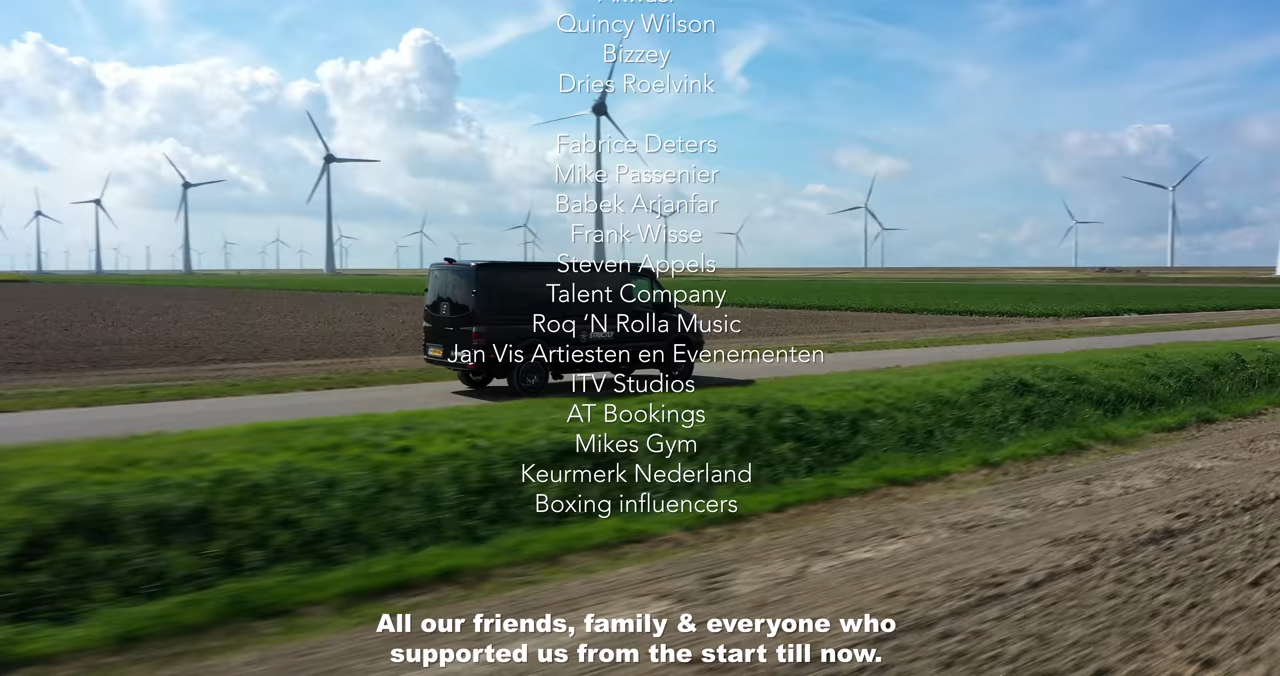 Quincy Wilson
Bizzey
Dries Roelvink
Fabrice Deters
Mike Passenier
Babek Arjanfar
Frank Wisse
Steven Appels
Talent Company
Roq ‘N Rolla Music
Jan Vis Artiesten en Evenementen
ITV Studios
AT Bookings
Mikes Gym
Keurmerk Nederland
Boxing influencers
All our friends, family & everyone who
supported us from the start till now.